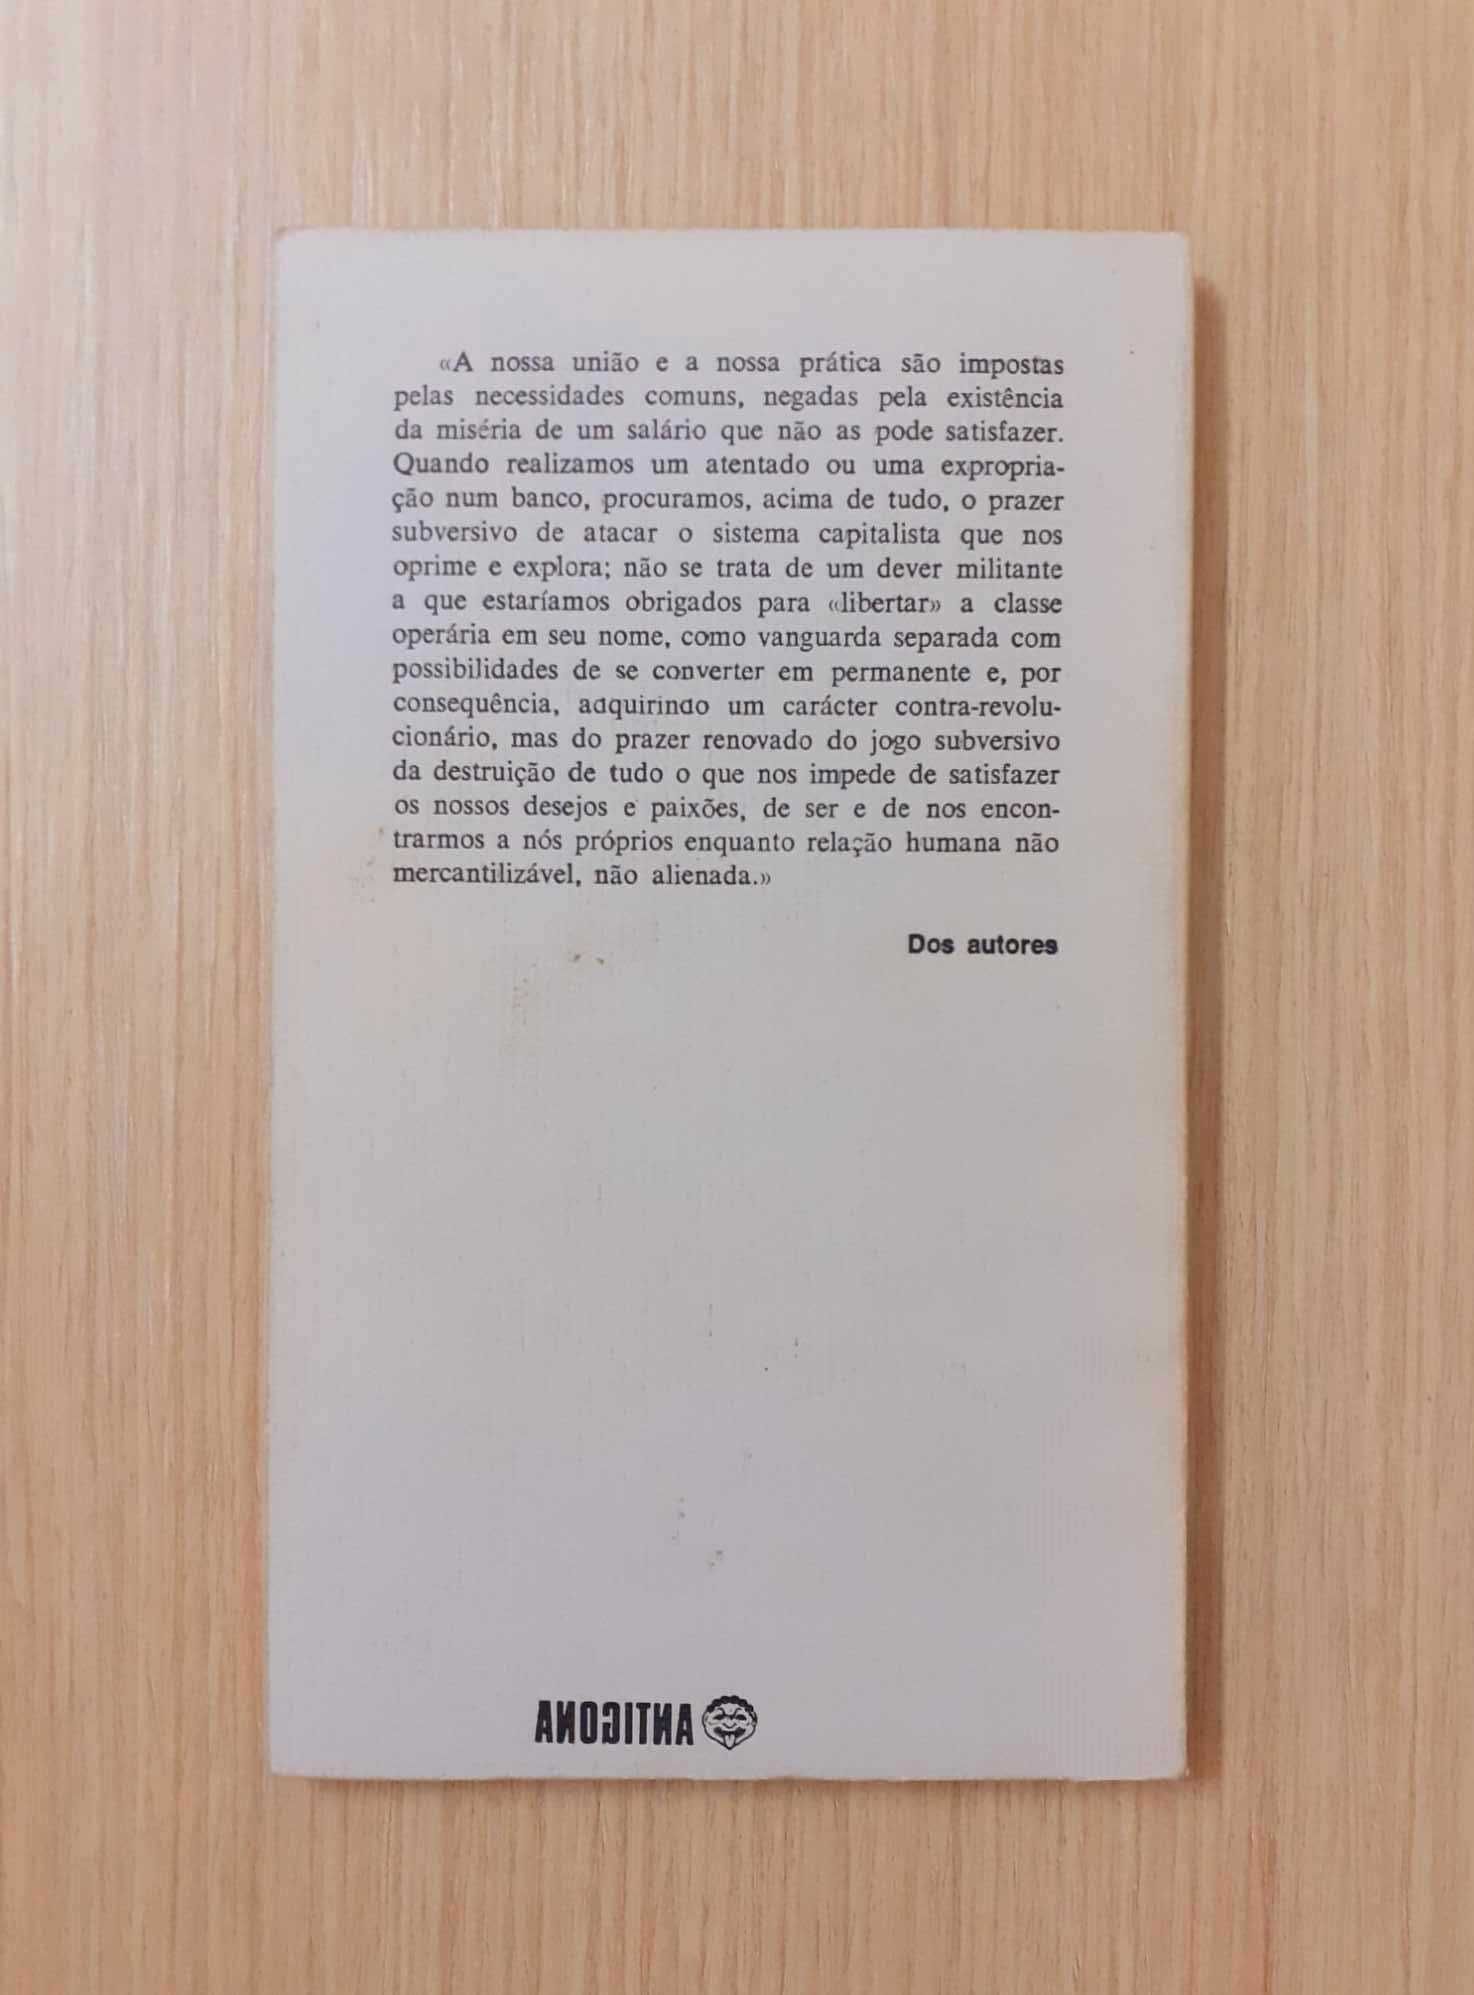 «A nossa união e a nossa prática são impostas
pelas necessidades comuns, negadas pela existência
da miséria de um salário que não as pode satisfazer.
Quando realizamos um atentado ou uma expropria-
ção num banco, procuramos, acima de tudo, o prazer
subversivo de atacar o sistema capitalista que nos
oprime e explora; não se trata de um dever militante
a que estaríamos obrigados para «libertar» a classe
operária em seu nome, como vanguarda separada com
possibilidades de se converter em permanente e, por
consequência, adquirindo um carácter contra-revolu-
cionário, mas do prazer renovado do jogo subversivo
da destruição de tudo o que nos impede de satisfazer
os nossos desejos e paixões, de ser e de nos encon-
trarmos a nós próprios enquanto relação humana não
mercantilizável, não alienada.»
Dos autores
ANTIGONA